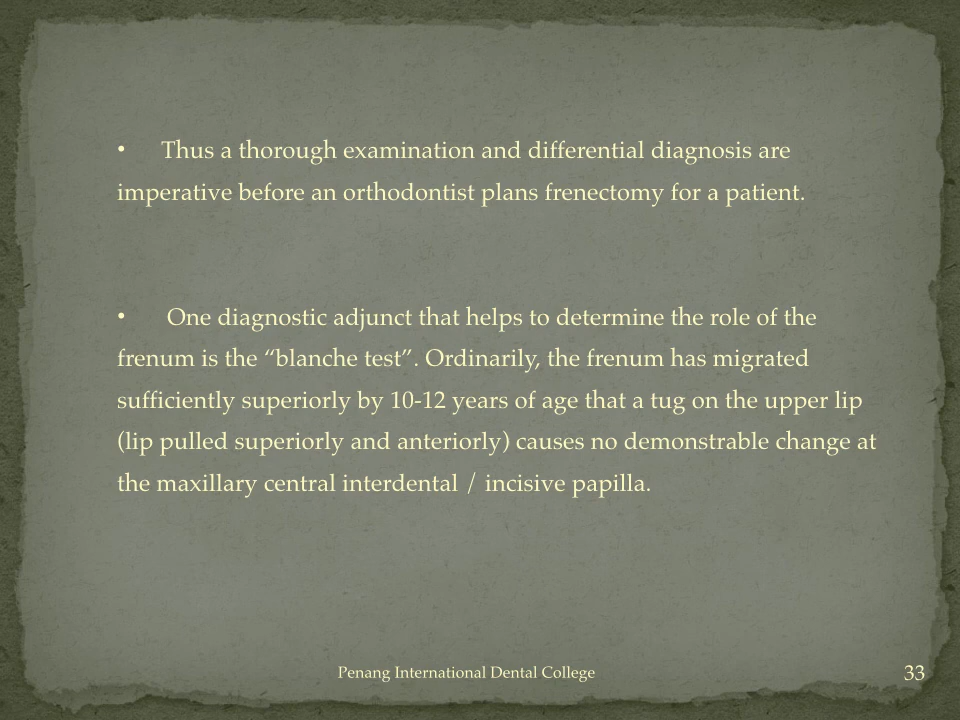 • Thus a thorough examination and differential diagnosis are
imperative before an orthodontist plans frenectomy for a patient.
• One diagnostic adjunct that helps to determine the role of the
frenum is the “blanche test”. Ordinarily, the frenum has migrated
sufficiently superiorly by 10-12 years of age that a tug on the upper lip
(lip pulled superiorly and anteriorly) causes no demonstrable change at
the maxillary central interdental / incisive papilla.
Penang International Dental College
33